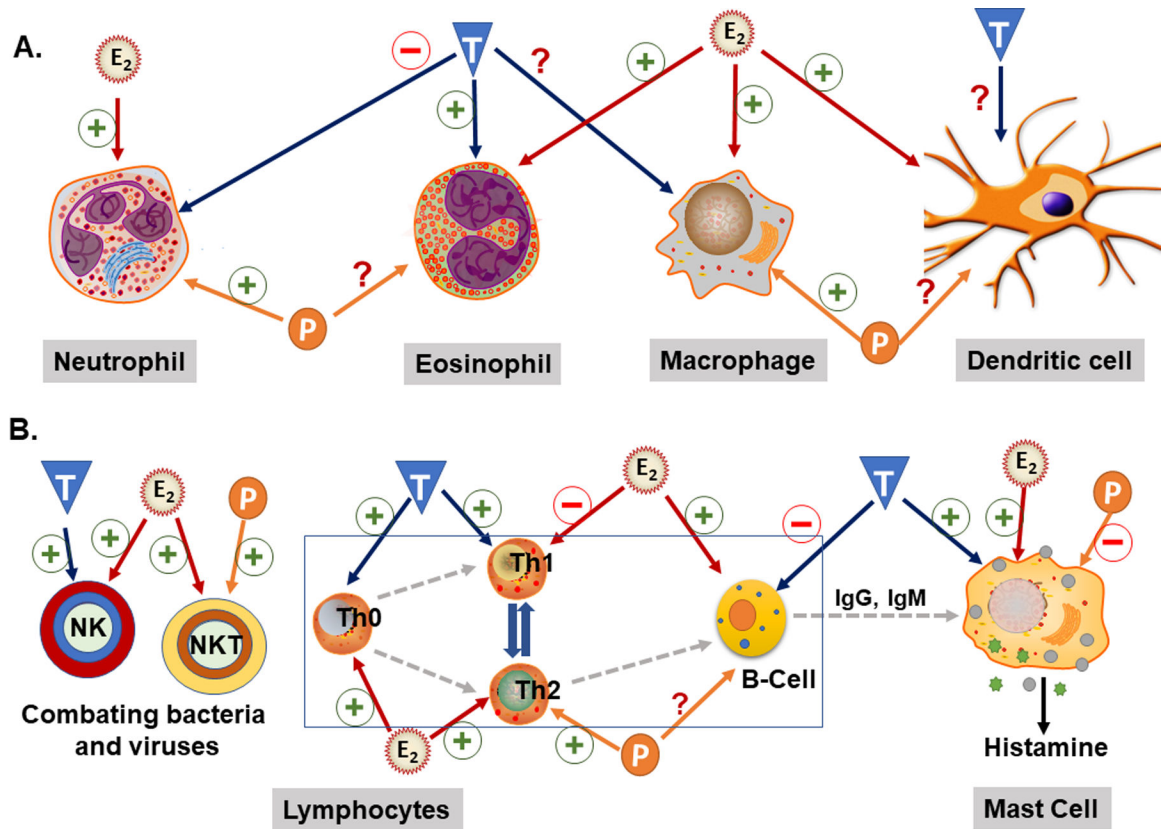 A.
E2
T
E2
T
− ? + +
+ + + ?
+ ? + ?
P
P
Neutrophil
Eosinophil
Macrophage
Dendritic cell
B.
T
E2
P
T
E2
T
E2
P
+ + + + + − + − + + −
Th1
Th0
IgG, IgM
NK
NKT
Th2
B-Cell
Combating bacteria
and viruses
+ + + ?
E2
P
Histamine
Lymphocytes
Mast Cell